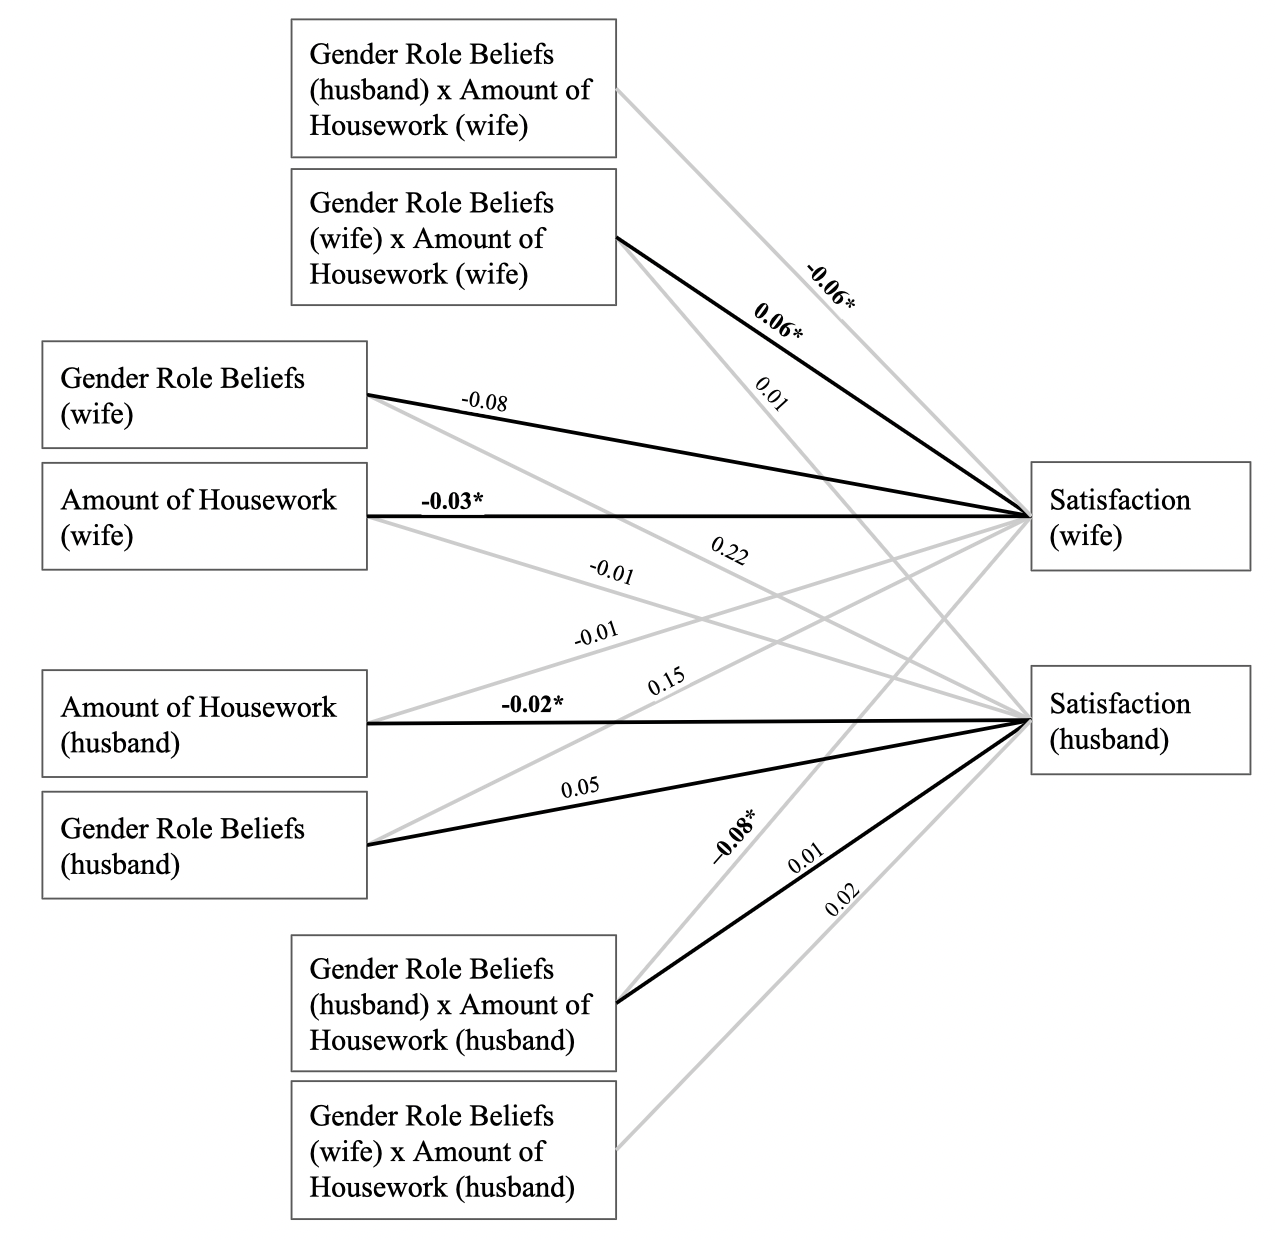 Gender Role Beliefs
(husband) x Amount of
Housework (wife)
Gender Role Beliefs
(wife) x Amount of
Housework (wife)
-0.06*
0.06*
0.01
Gender Role Beliefs
(wife)
-0.08
Amount of Housework
(wife)
-0.03*
Satisfaction
(wife)
0.22
-0.01
-0.01
0.15
Amount of Housework
(husband)
-0.02*
Satisfaction
(husband)
Gender Role Beliefs
(husband)
0.05
–0.08*
0.01
0.02
Gender Role Beliefs
(husband) x Amount of
Housework (husband)
Gender Role Beliefs
(wife) x Amount of
Housework (husband)